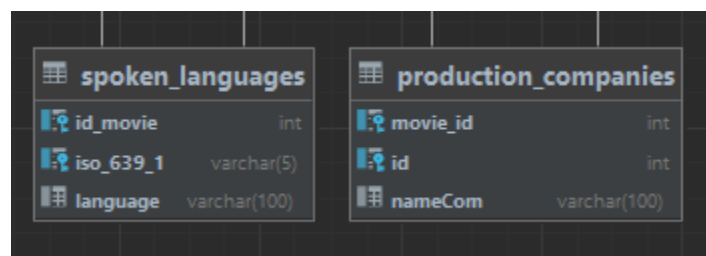 spoken_languages
id_movie int
iso_639_1 varchar(5)
language varchar(100)
production_companies
movie_id int
id int
nameCom varchar(100)